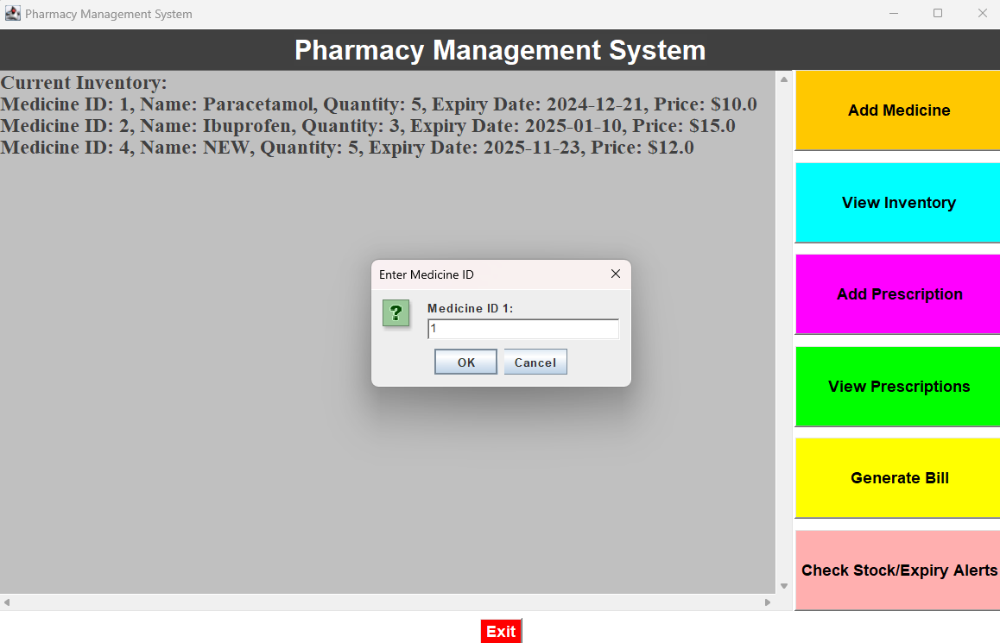 Pharmacy Management System
Pharmacy Management System
Current Inventory:
Medicine ID: 1, Name: Paracetamol, Quantity: 5, Expiry Date: 2024-12-21, Price: $10.0
Medicine ID: 2, Name: Ibuprofen, Quantity: 3, Expiry Date: 2025-01-10, Price: $15.0
Medicine ID: 4, Name: NEW, Quantity: 5, Expiry Date: 2025-11-23, Price: $12.0
Enter Medicine ID
?
Medicine ID 1:
1
OK
Cancel
Add Medicine
View Inventory
Add Prescription
View Prescriptions
Generate Bill
Check Stock/Expiry Alerts
Exit